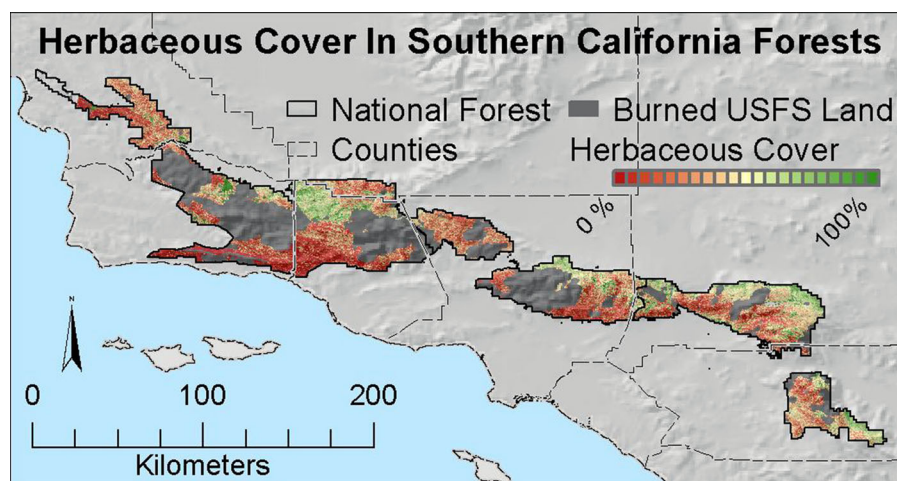 Herbaceous Cover In Southern California Forests
National Forest
Burned USFS Land
Counties
Herbaceous Cover
0%
100%
N
0 100 200
Kilometers